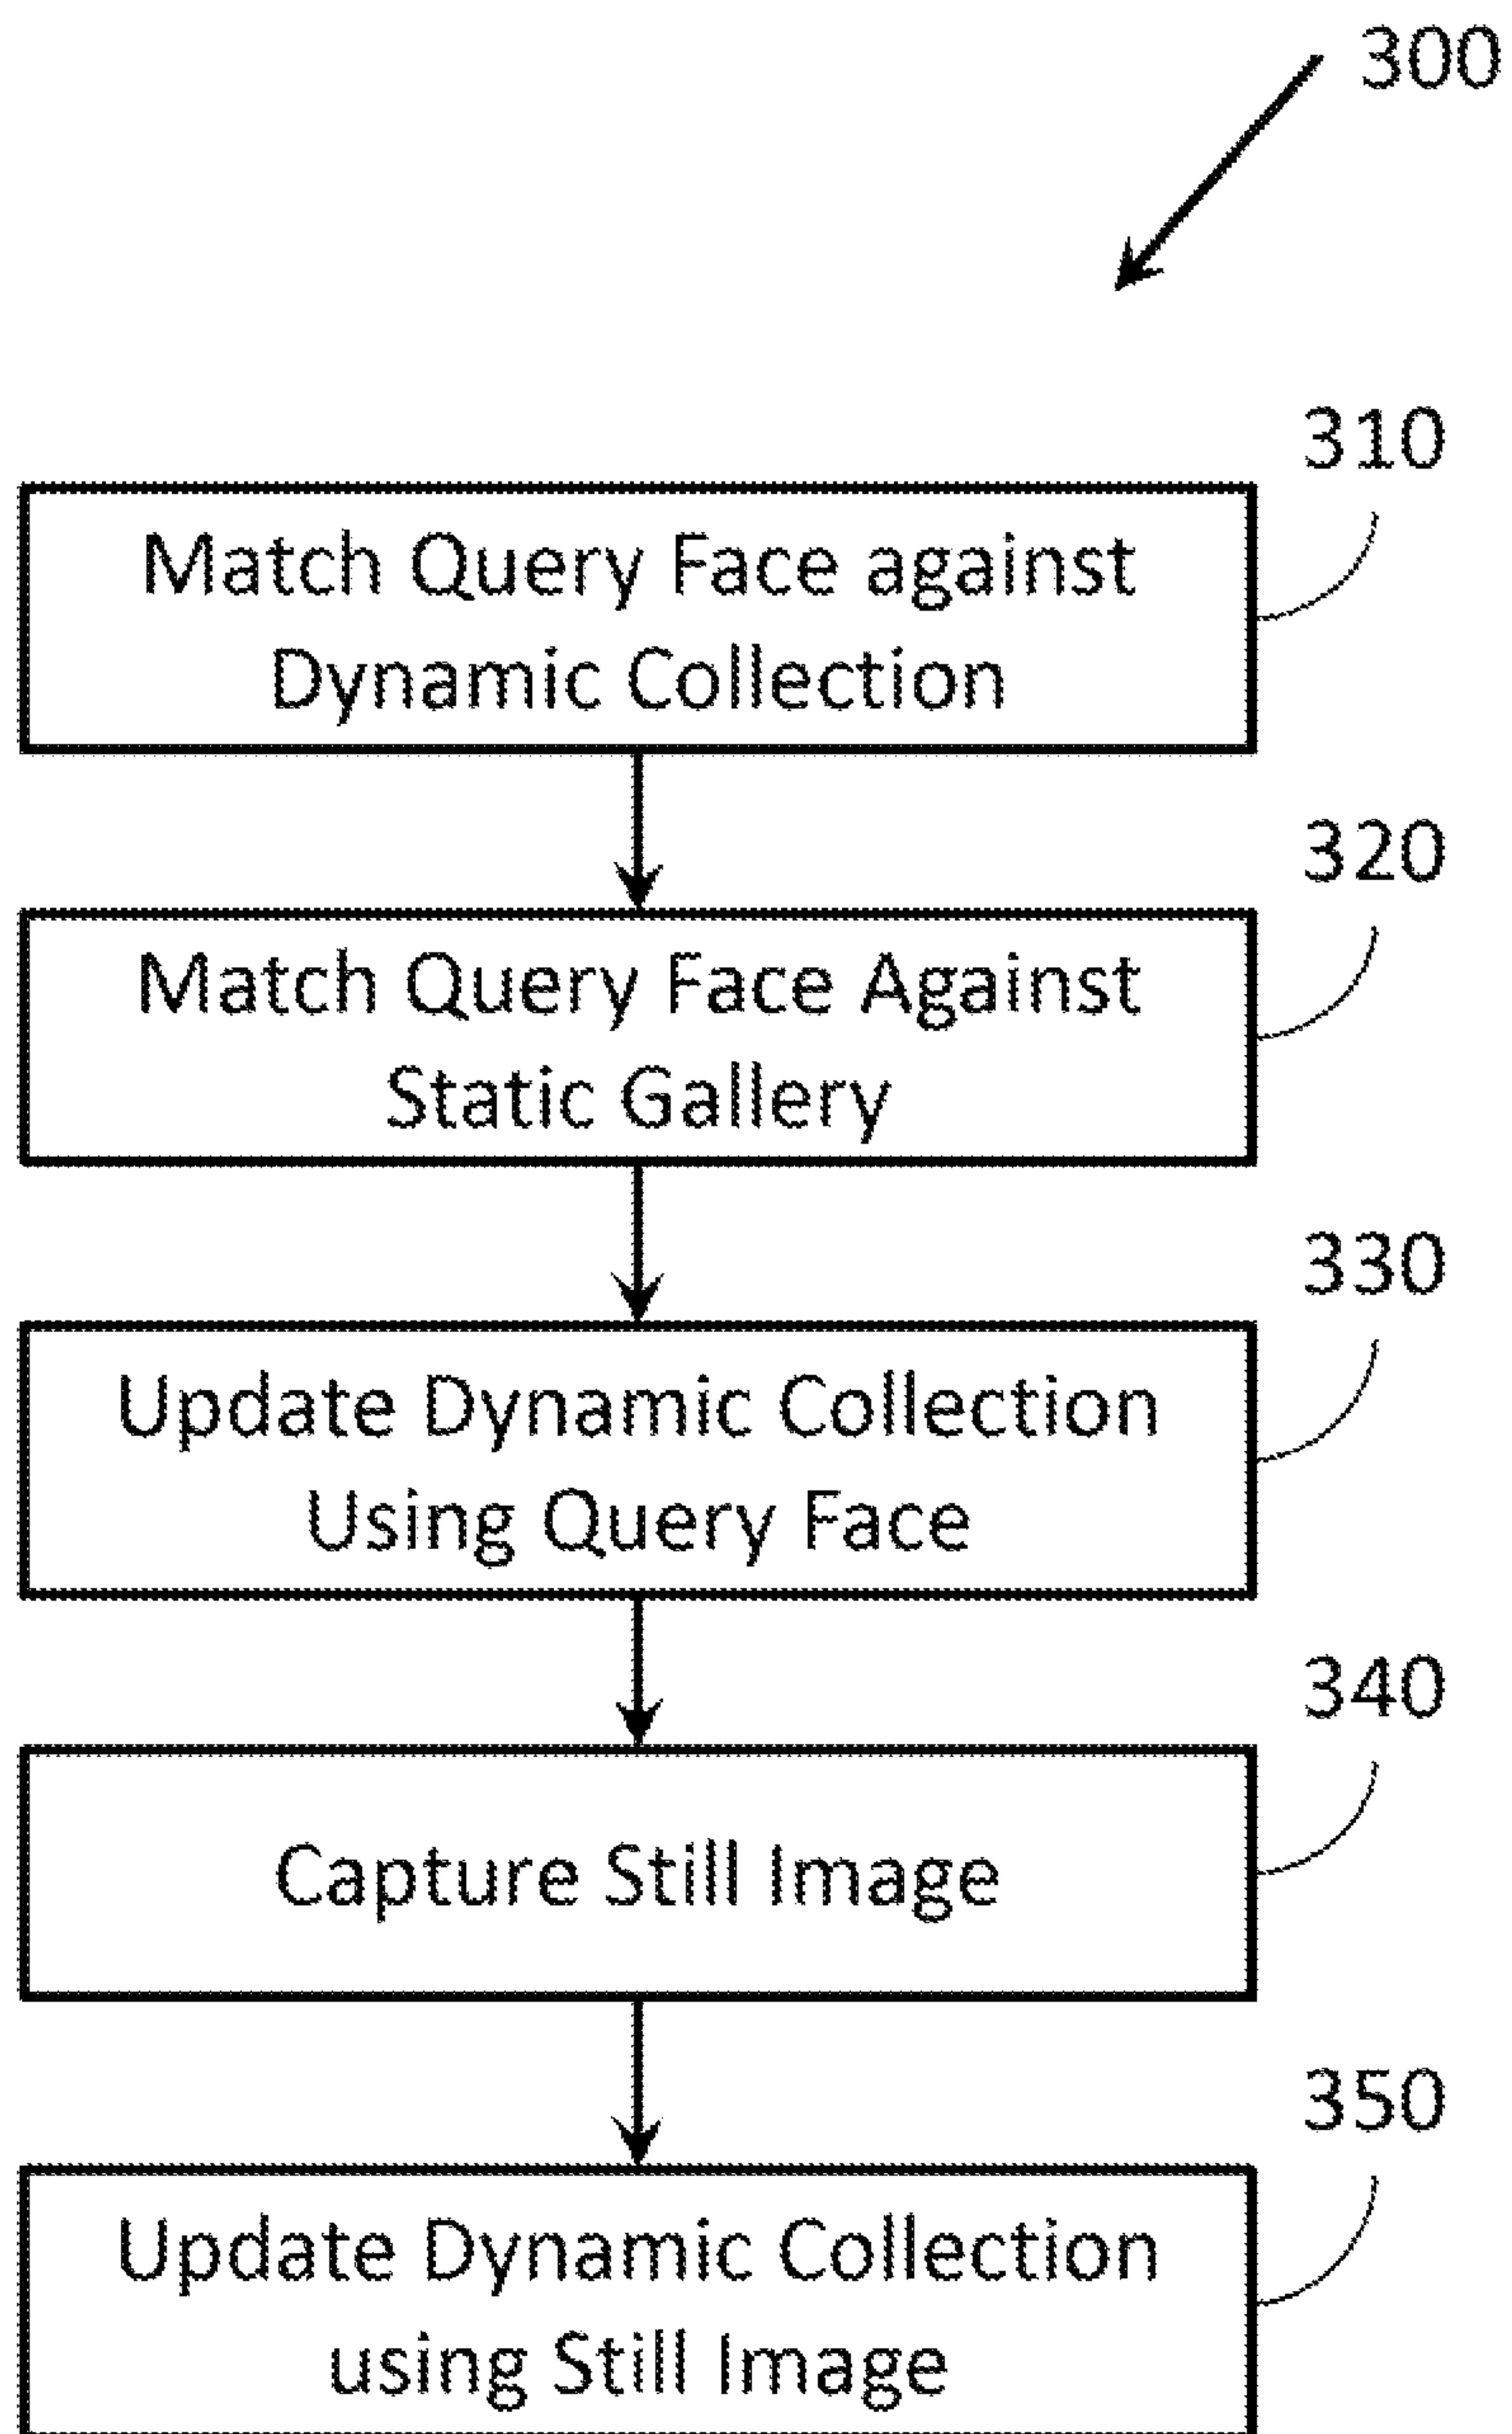 300
310
Match Query Face against
Dynamic Collection
320
Match Query Face Against
Static Gallery
330
Update Dynamic Collection
Using Query Face
340
Capture Still Image
350
Update Dynamic Collection
using Still Image